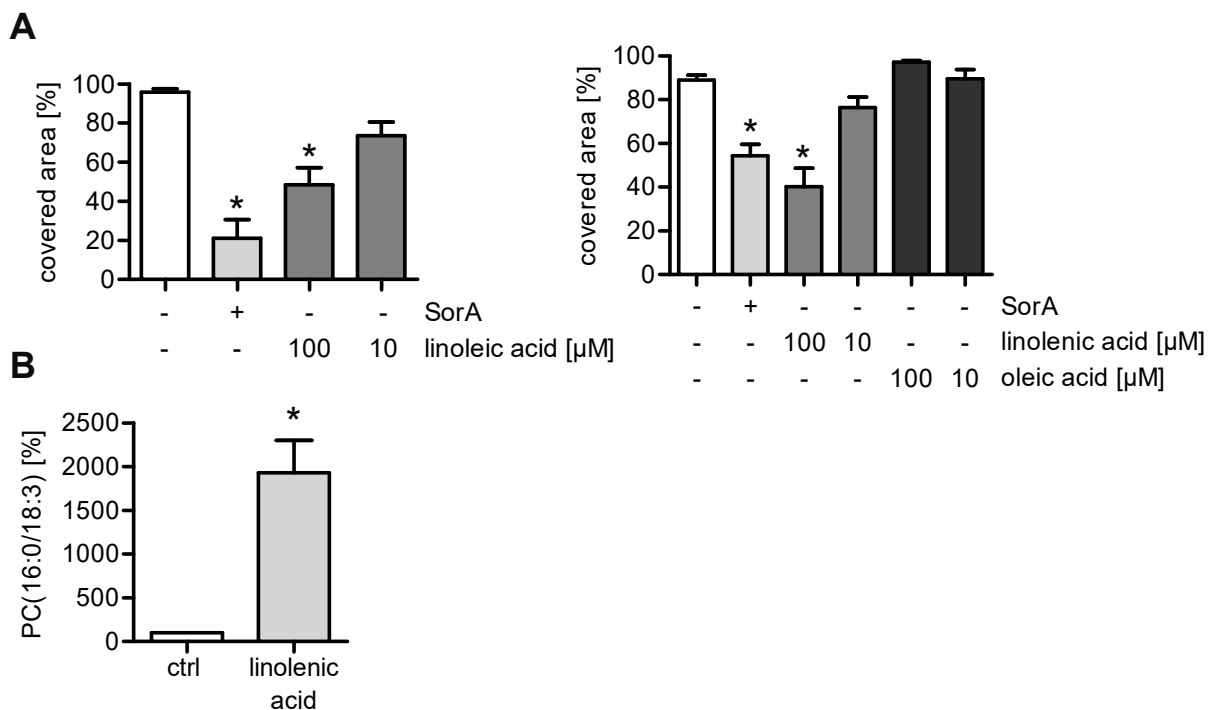 A
covered area [%]
100
80
60
40
20
0
* *
- + - - SorA
- - 100 10 linoleic acid [µM]
covered area [%]
100
80
60
40
20
0
* *
- + - - - - SorA
- - 100 10 - - linolenic acid [µM]
- - - - 100 10 oleic acid [µM]
B
PC(16:0/18:3) [%]
2500
2000
1500
1000
500
0
*
ctrl linolenic
acid